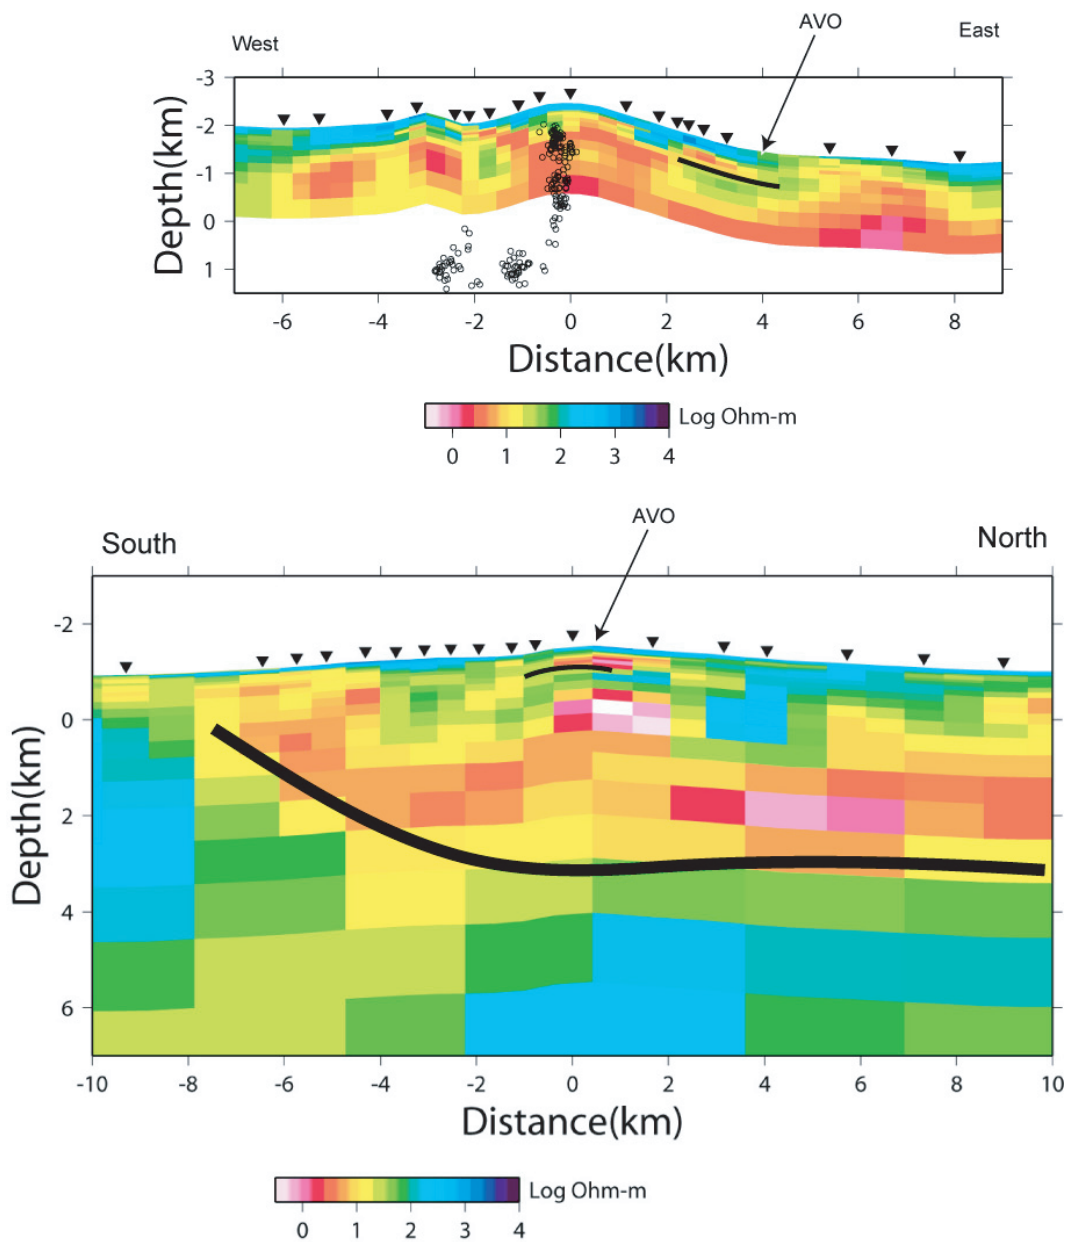 AVO
West
East
-3
-2
-1
0
1
Depth(km)
-6 -4 -2 0 2 4 6 8
Distance(km)
Log Ohm-m
0 1 2 3 4
AVO
South
North
-2
0
2
4
6
Depth(km)
-10 -8 -6 -4 -2 0 2 4 6 8 10
Distance(km)
Log Ohm-m
0 1 2 3 4